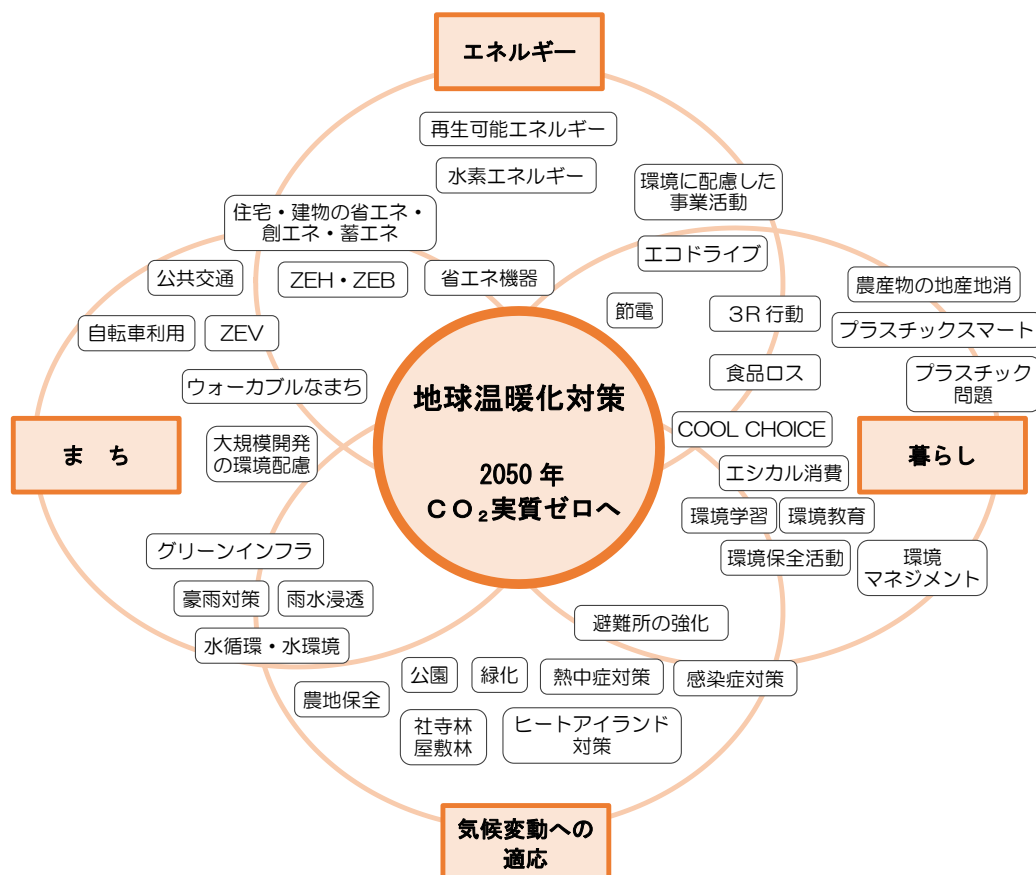 エネルギー
再生可能エネルギー
水素エネルギー
環境に配慮した
事業活動
住宅・建物の省エネ・
創エネ・蓄エネ
エコドライブ
公共交通
ZEH・ZEB
省エネ機器
農産物の地産地消
節電
3R行動
自転車利用
ZEV
プラスチックスマート
ウォーカブルなまち
食品ロス
プラスチック
問題
地球温暖化対策
2050年
CO₂実質ゼロへ
まち
大規模開発
の環境配慮
COOL CHOICE
暮らし
エシカル消費
環境学習
環境教育
グリーンインフラ
環境保全活動
環境
マネジメント
豪雨対策
雨水浸透
避難所の強化
水循環・水環境
公園
緑化
熱中症対策
感染症対策
農地保全
社寺林
屋敷林
ヒートアイランド
対策
気候変動への
適応